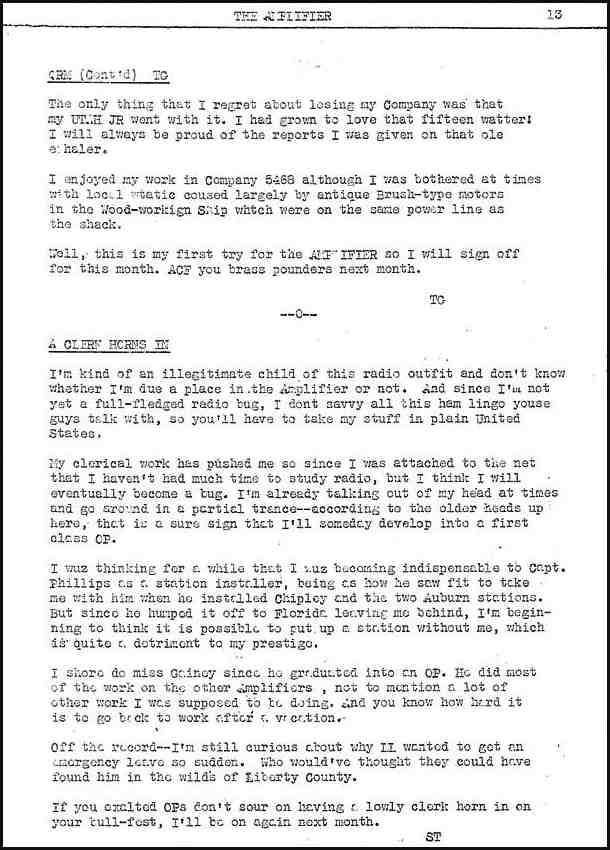 THE AMPLIFIER 13
QRM (Cont'd) TG
The only thing that I regret about losing my Company was that
my UTAH JR went with it. I had grown to love that fifteen watter!
I will always be proud of the reports I was given on that ole
exhaler.
I enjoyed my work in Company 5468 although I was bothered at times
with local static coused largely by antique Brush-type motors
in the Wood-workign Ship whtch were on the same power line as
the shack.
Well, this is my first try for the AMPLIFIER so I will sign off
for this month. ACF you brass pounders next month.
TG
--0--
A CLERK HORNS IN
I'm kind of an illegitimate child of this radio outfit and don't know
whether I'm due a place in the Amplifier or not. And since I'm not
yet a full-fledged radio bug, I dont savvy all this ham lingo youse
guys talk with, so you'll have to take my stuff in plain United
States.
My clerical work has pushed me so since I was attached to the net
that I haven't had much time to study radio, but I think I will
eventually become a bug. I'm already talking out of my head at times
and go around in a partial trance--according to the older heads up
here, that is a sure sign that I'll someday develop into a first
class OP.
I wuz thinking for a while that I wuz becoming indispensable to Capt.
Phillips as a station installer, being as how he saw fit to take
me with him when he installed Chipley and the two Auburn stations.
But since he humped it off to Florida leaving me behind, I'm begin-
ning to think it is possible to put up a station without me, which
is quite a detriment to my prestige.
I shore do miss Gainey since he graduated into an OP. He did most
of the work on the other Amplifiers , not to mention a lot of
other work I was supposed to be doing. And you know how hard it
is to go back to work after a vacation.
Off the record--I'm still curious about why LL wanted to get an
emergency leave so sudden. Who would've thought they could have
found him in the wilds of Liberty County.
If you exalted OPs don't sour on having a lowly clerk horn in on
your bull-fest, I'll be on again next month.
ST